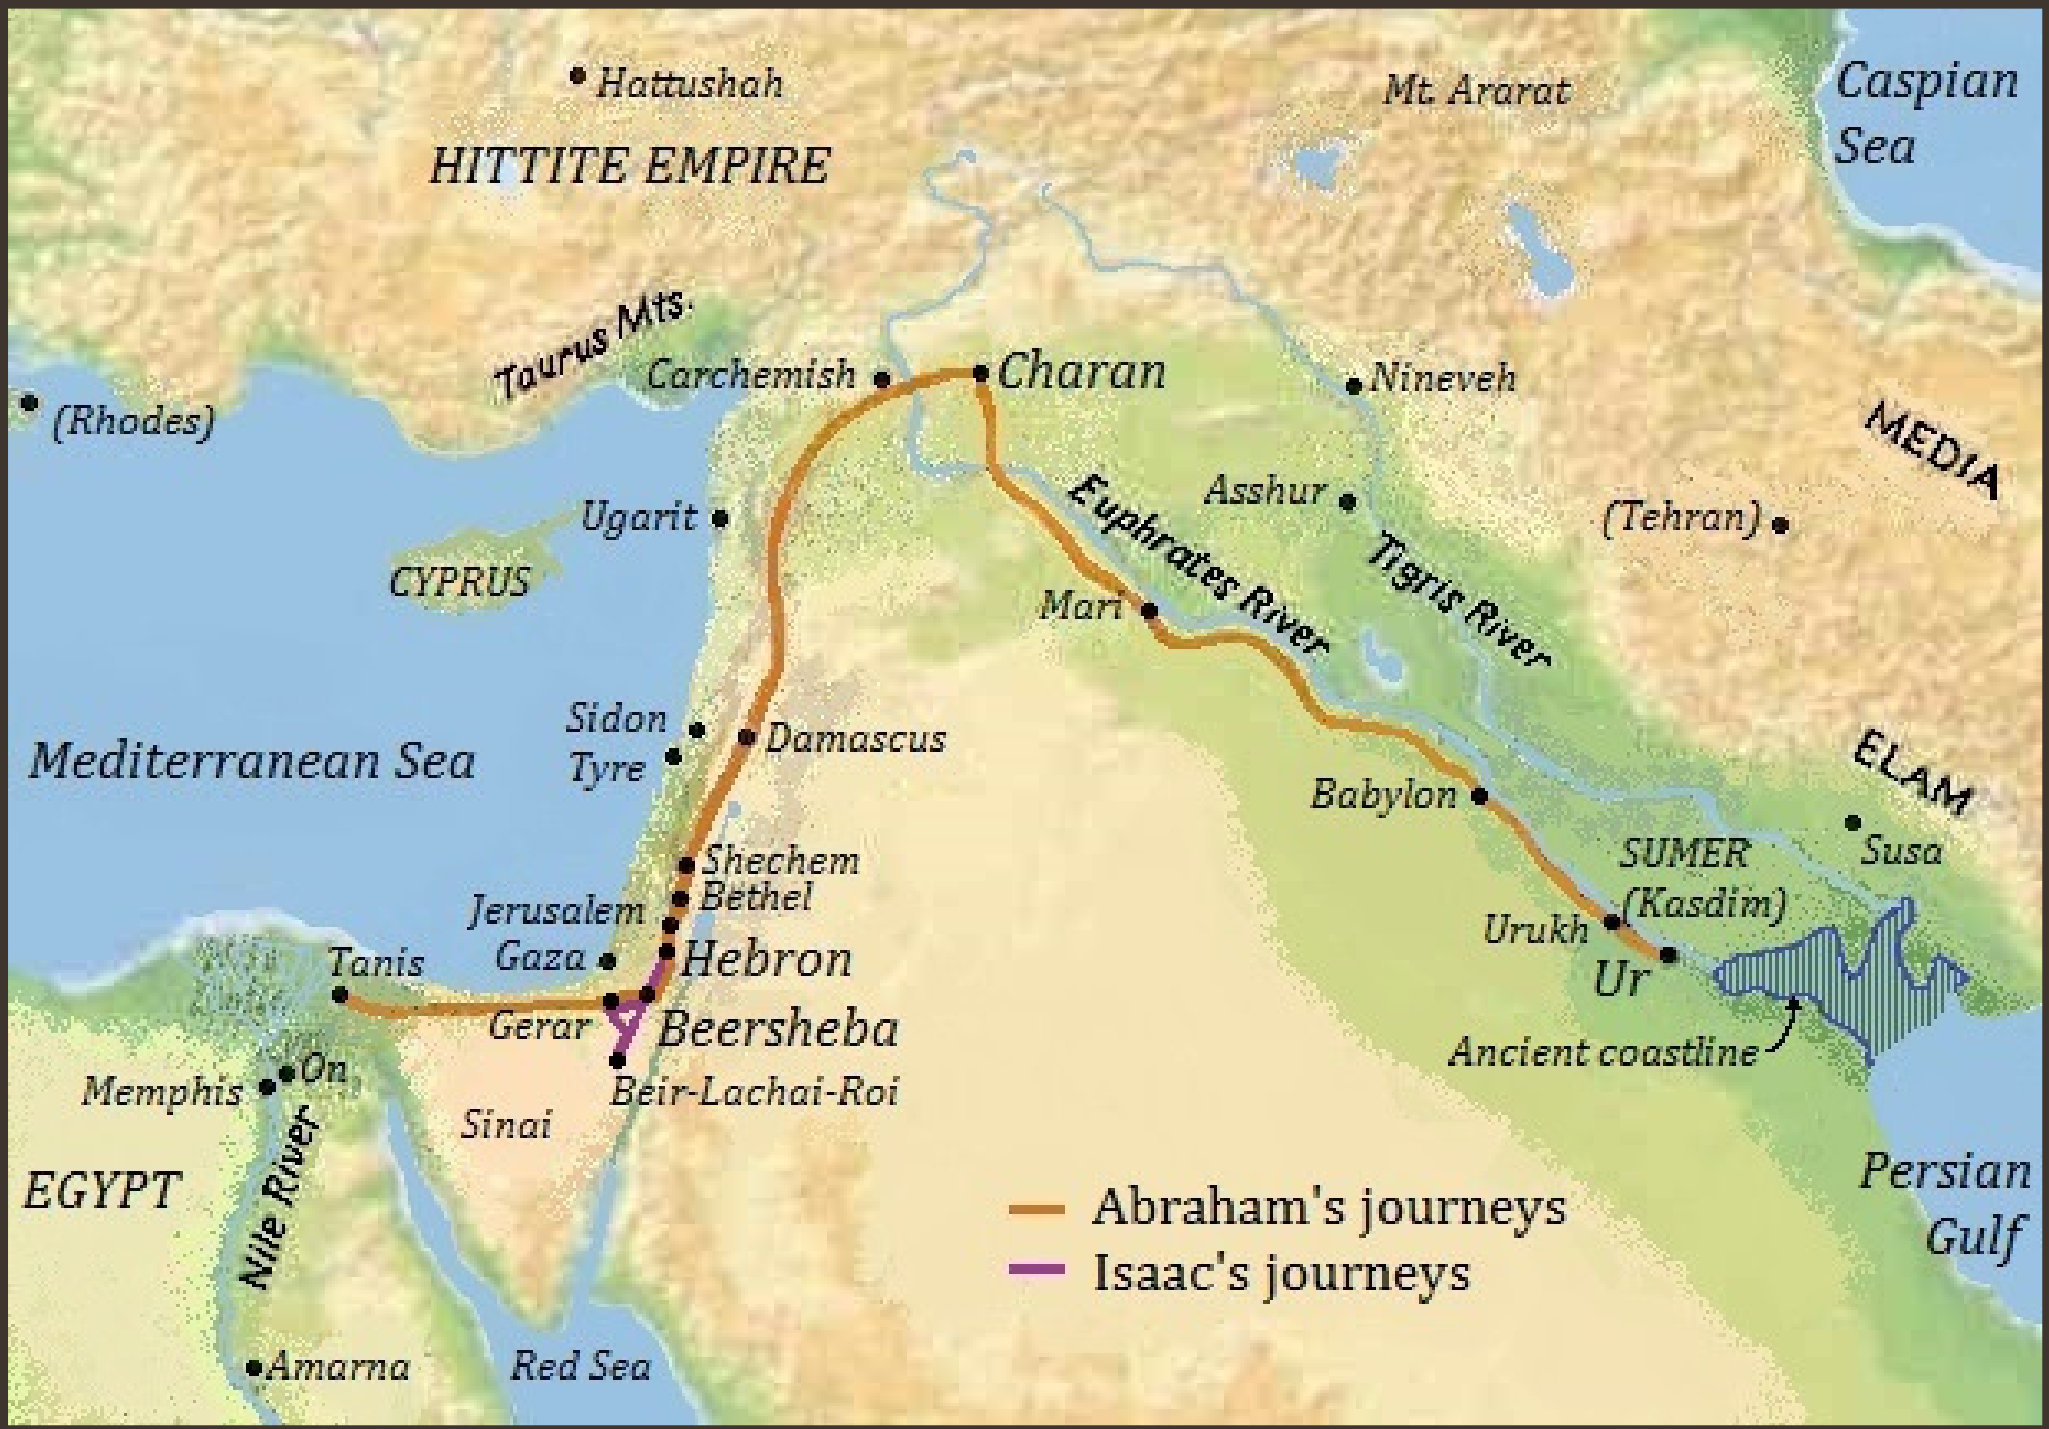 Hattushah
Mt. Ararat
Caspian
Sea
HITTITE EMPIRE
Taurus Mts.
Carchemish
Charan
Nineveh
(Rhodes)
MEDIA
Ugarit
Asshur
Euphrates River
(Tehran)
Tigris River
CYPRUS
Mari
Sidon
Tyre
Damascus
Mediterranean Sea
ELAM
Babylon
SUMER
(Kasdim)
Susa
Shechem
Bethel
Jerusalem
Gaza
Hebron
Urukh
Ur
Tanis
Gerar
Beersheba
Ancient coastline
On
Memphis
Beir-Lachai-Roi
Sinai
Nile River
EGYPT
Persian
Gulf
Abraham's journeys
Isaac's journeys
Amarna
Red Sea